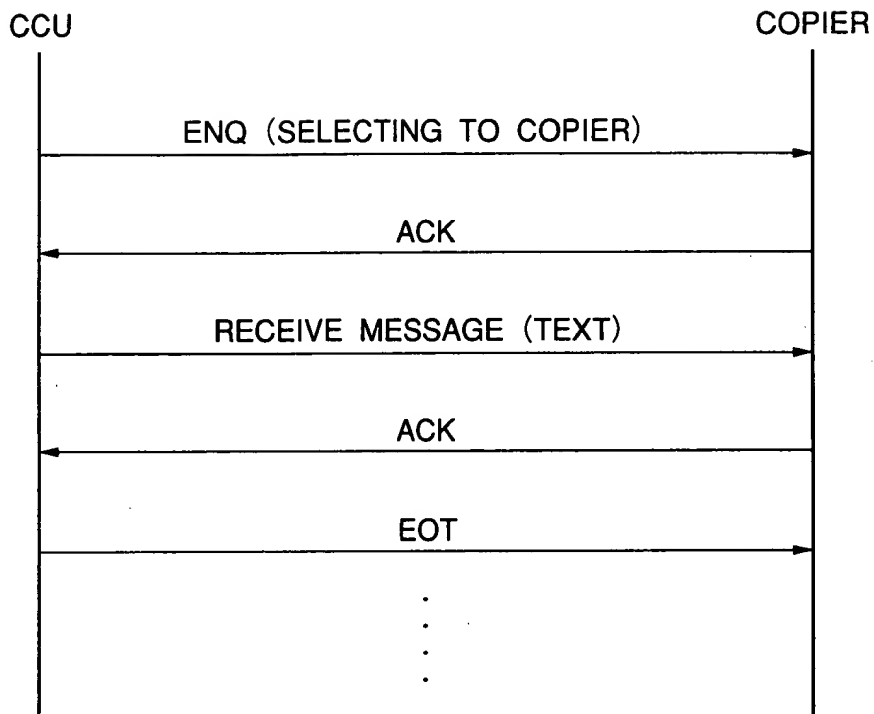 CCU
COPIER
ENQ (SELECTING TO COPIER)
ACK
RECEIVE MESSAGE (TEXT)
ACK
EOT